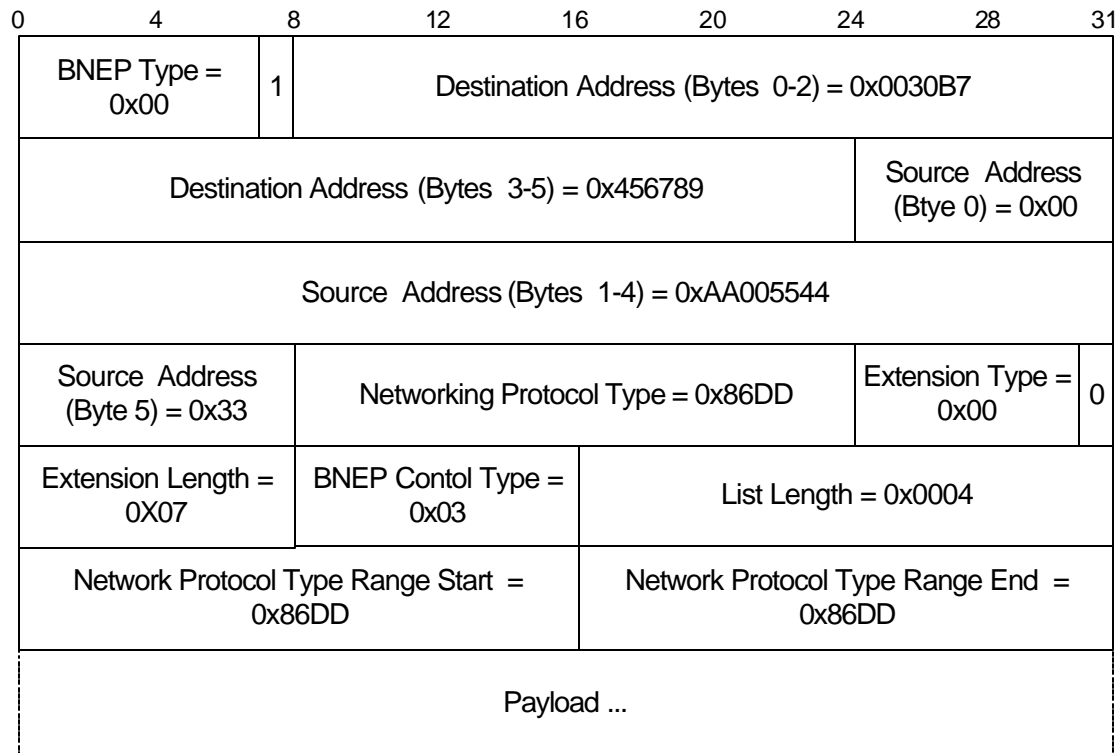 0 4 8 12 16 20 24 28 31
BNEP Type =
0x00
1
Destination Address (Bytes 0-2) = 0x0030B7
Destination Address (Bytes 3-5) = 0x456789
Source Address
(Btye 0) = 0x00
Source Address (Bytes 1-4) = 0xAA005544
Source Address
(Byte 5) = 0x33
Networking Protocol Type = 0x86DD
Extension Type =
0x00
0
Extension Length =
0X07
BNEP Contol Type =
0x03
List Length = 0x0004
Network Protocol Type Range Start =
0x86DD
Network Protocol Type Range End =
0x86DD
Payload ...